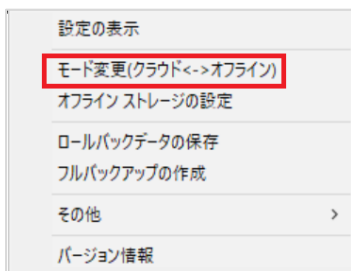 設定の表示
モード変更(クラウド<->オフライン)
オフライン ストレージの設定
ロールバックデータの保存
フルバックアップの作成
その他
バージョン情報